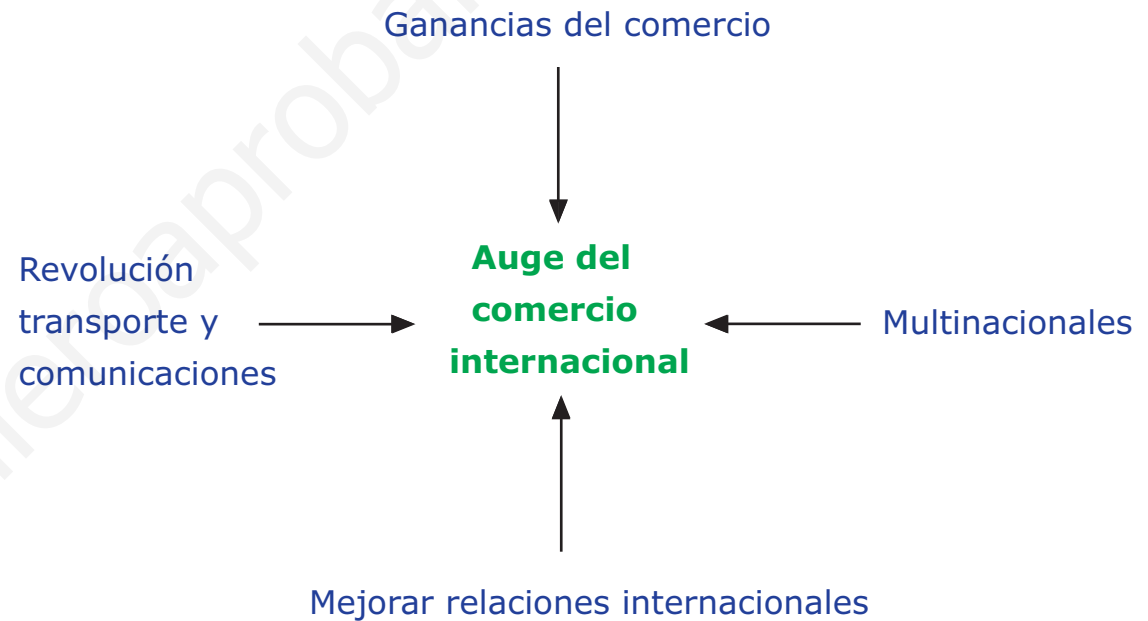 Ganancias del comercio
Revolución
transporte y
comunicaciones
Auge del
comercio
internacional
Multinacionales
Mejorar relaciones internacionales